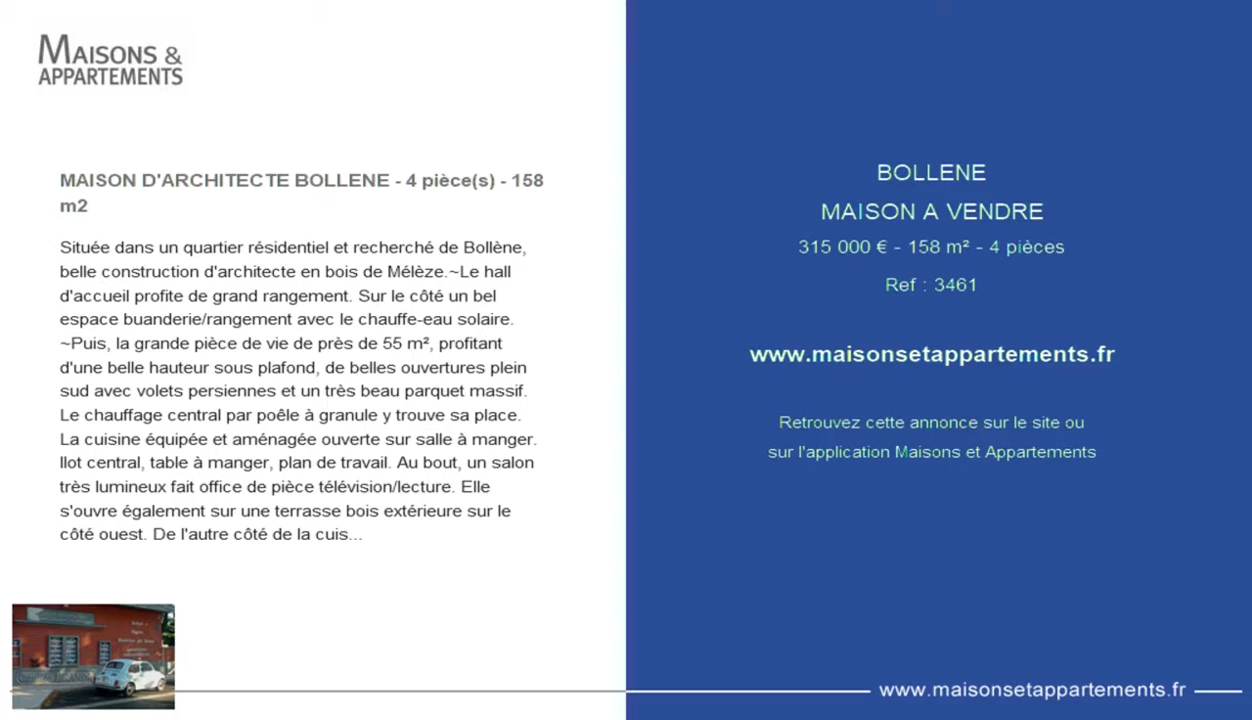 MAISONS &
APPARTEMENTS
MAISON D'ARCHITECTE BOLLENE - 4 pièce(s) - 158
m2
Située dans un quartier résidentiel et recherché de Bollène,
belle construction d'architecte en bois de Mélèze.~Le hall
d'accueil profite de grand rangement. Sur le côté un bel
espace buanderie/rangement avec le chauffe-eau solaire.
~Puis, la grande pièce de vie de près de 55 m², profitant
d'une belle hauteur sous plafond, de belles ouvertures plein
sud avec volets persiennes et un très beau parquet massif.
Le chauffage central par poêle à granule y trouve sa place.
La cuisine équipée et aménagée ouverte sur salle à manger.
Ilot central, table à manger, plan de travail. Au bout, un salon
très lumineux fait office de pièce télévision/lecture. Elle
s'ouvre également sur une terrasse bois extérieure sur le
côté ouest. De l'autre côté de la cuis...
BOLLENE
MAISON A VENDRE
315 000 € - 158 m² - 4 pièces
Ref : 3461
www.maisonsetappartements.fr
Retrouvez cette annonce sur le site ou
sur l'application Maisons et Appartements
www.maisonsetappartements.fr